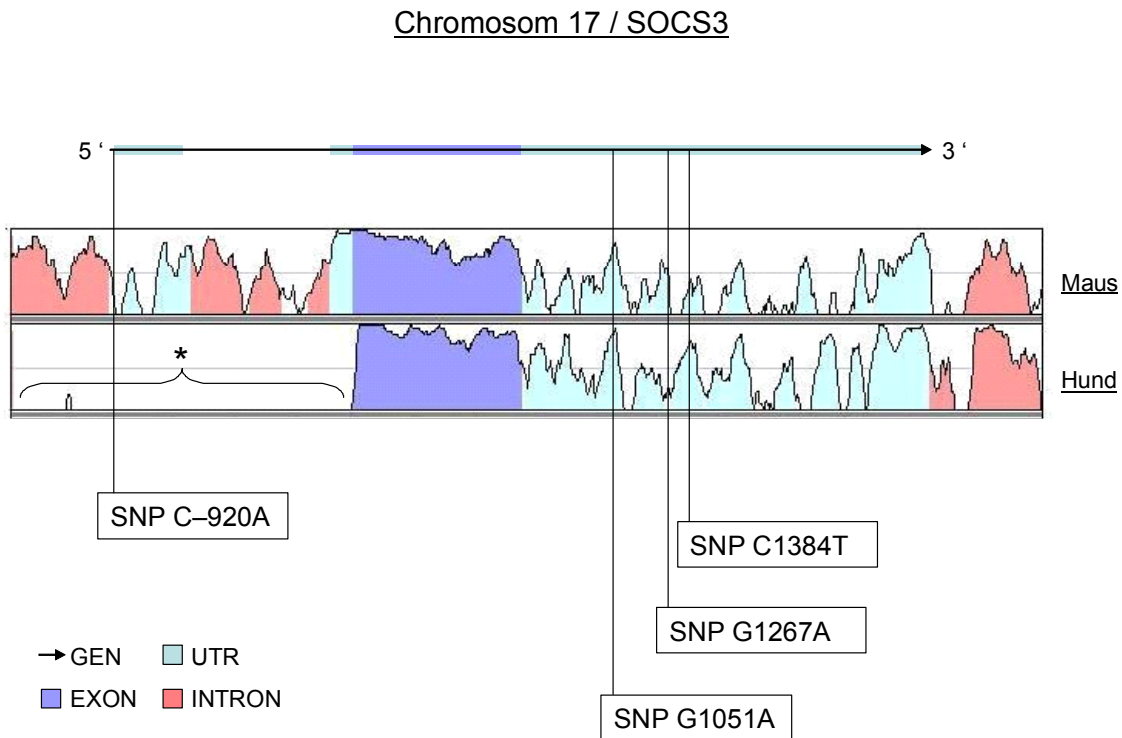 Chromosom 17 / SOCS3
5 ‘
3 ‘
Maus
*
Hund
SNP C–920A
SNP C1384T
SNP G1267A
SNP G1051A
GEN
UTR
EXON
INTRON